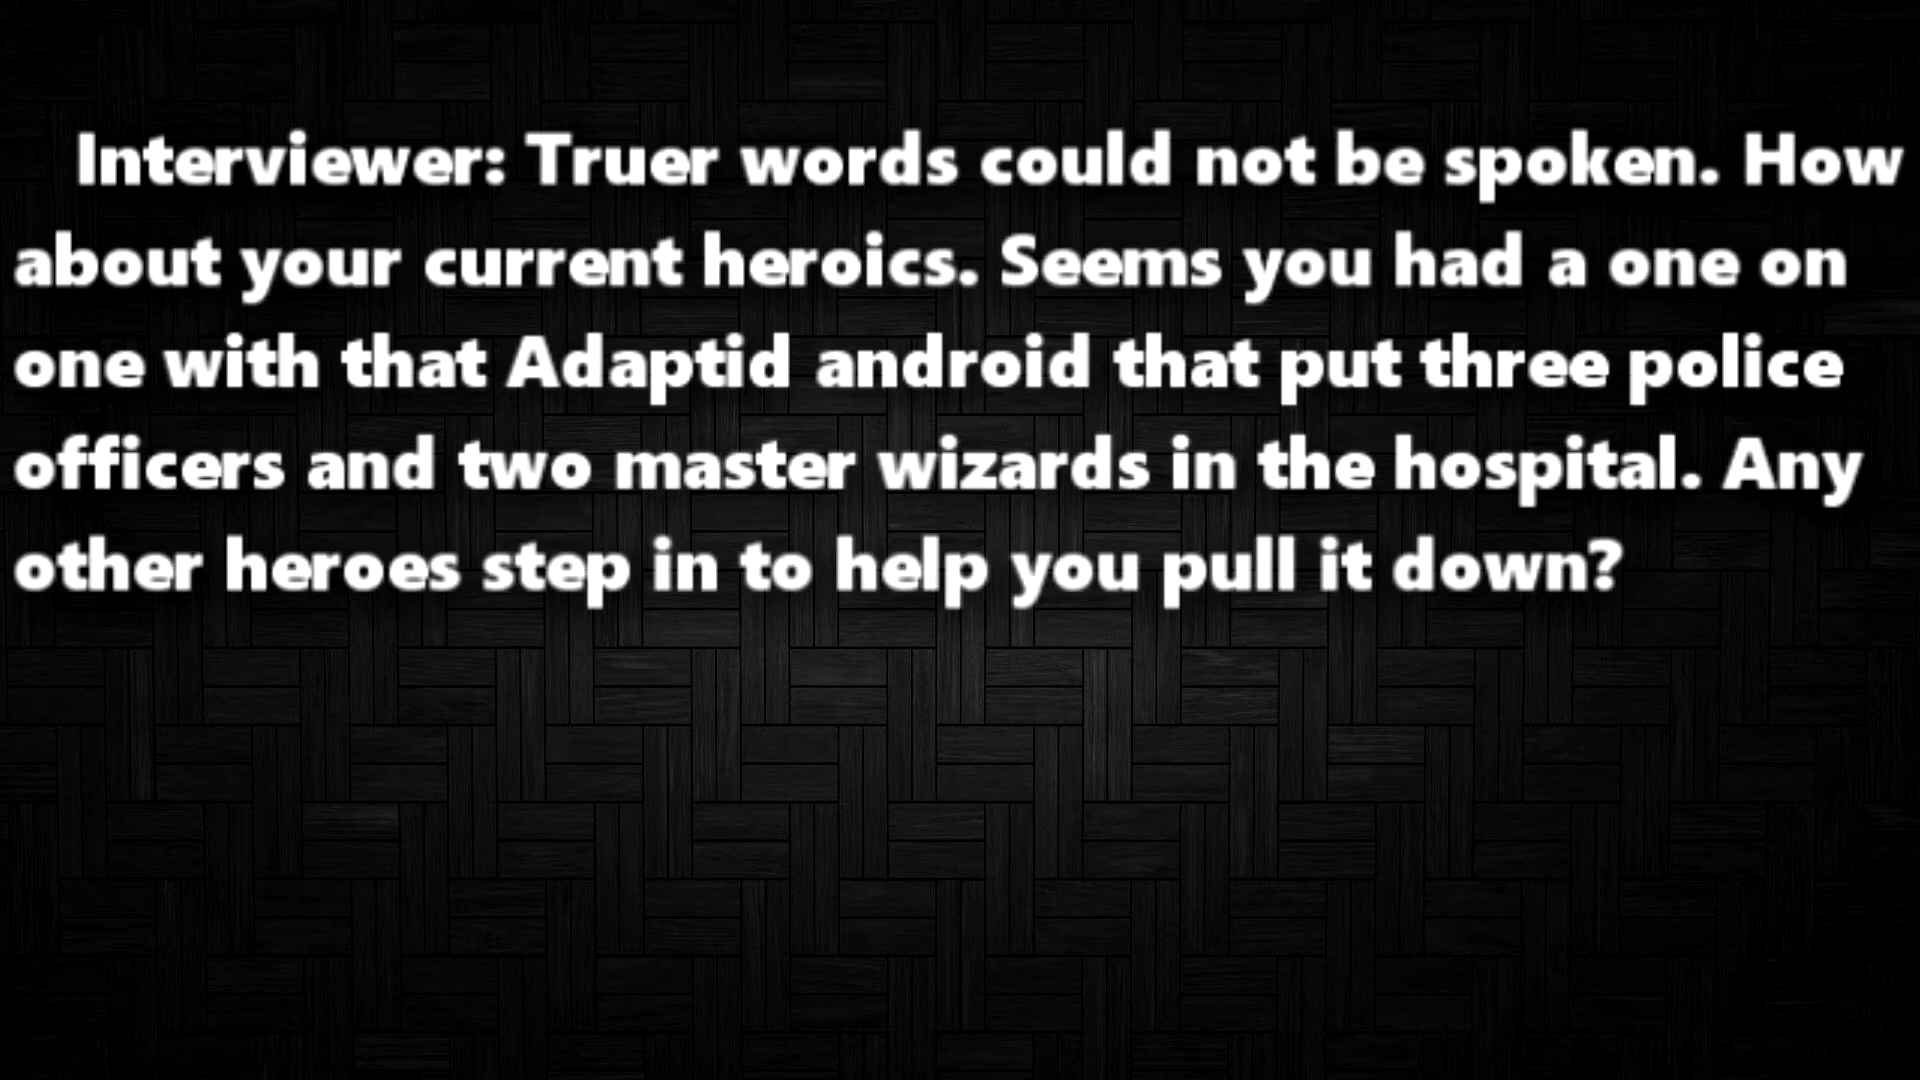 Interviewer: Truer words could not be spoken. How
about your current heroics. Seems you had a one on
one with that Adaptid android that put three police
officers and two master wizards in the hospital. Any
other heroes step in to help you pull it down?